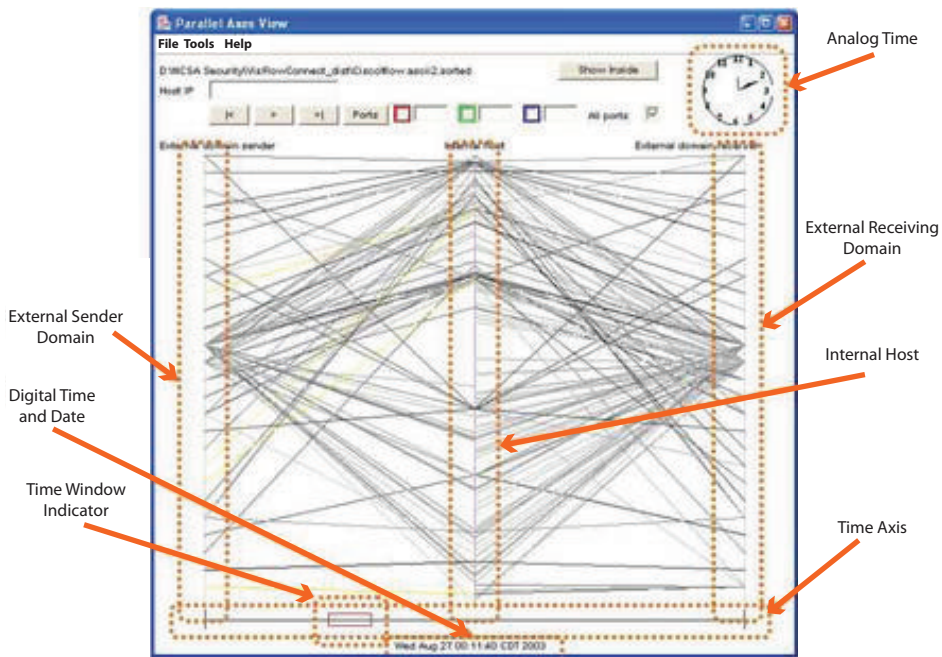 Parallel Axes View
File Tools Help
Host IP
Show Inside
|<
>
>|
Ports
All ports
External domain sender
Internal host
External domain
Analog Time
External Receiving
Domain
External Sender
Domain
Internal Host
Digital Time
and Date
Time Window
Indicator
Time Axis
Wed Aug 27 00:11:40 CDT 2003